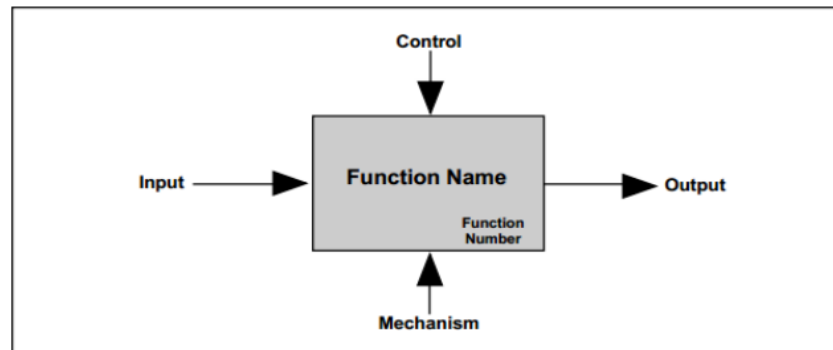 Control
Input
Function Name
Output
Function
Number
Mechanism